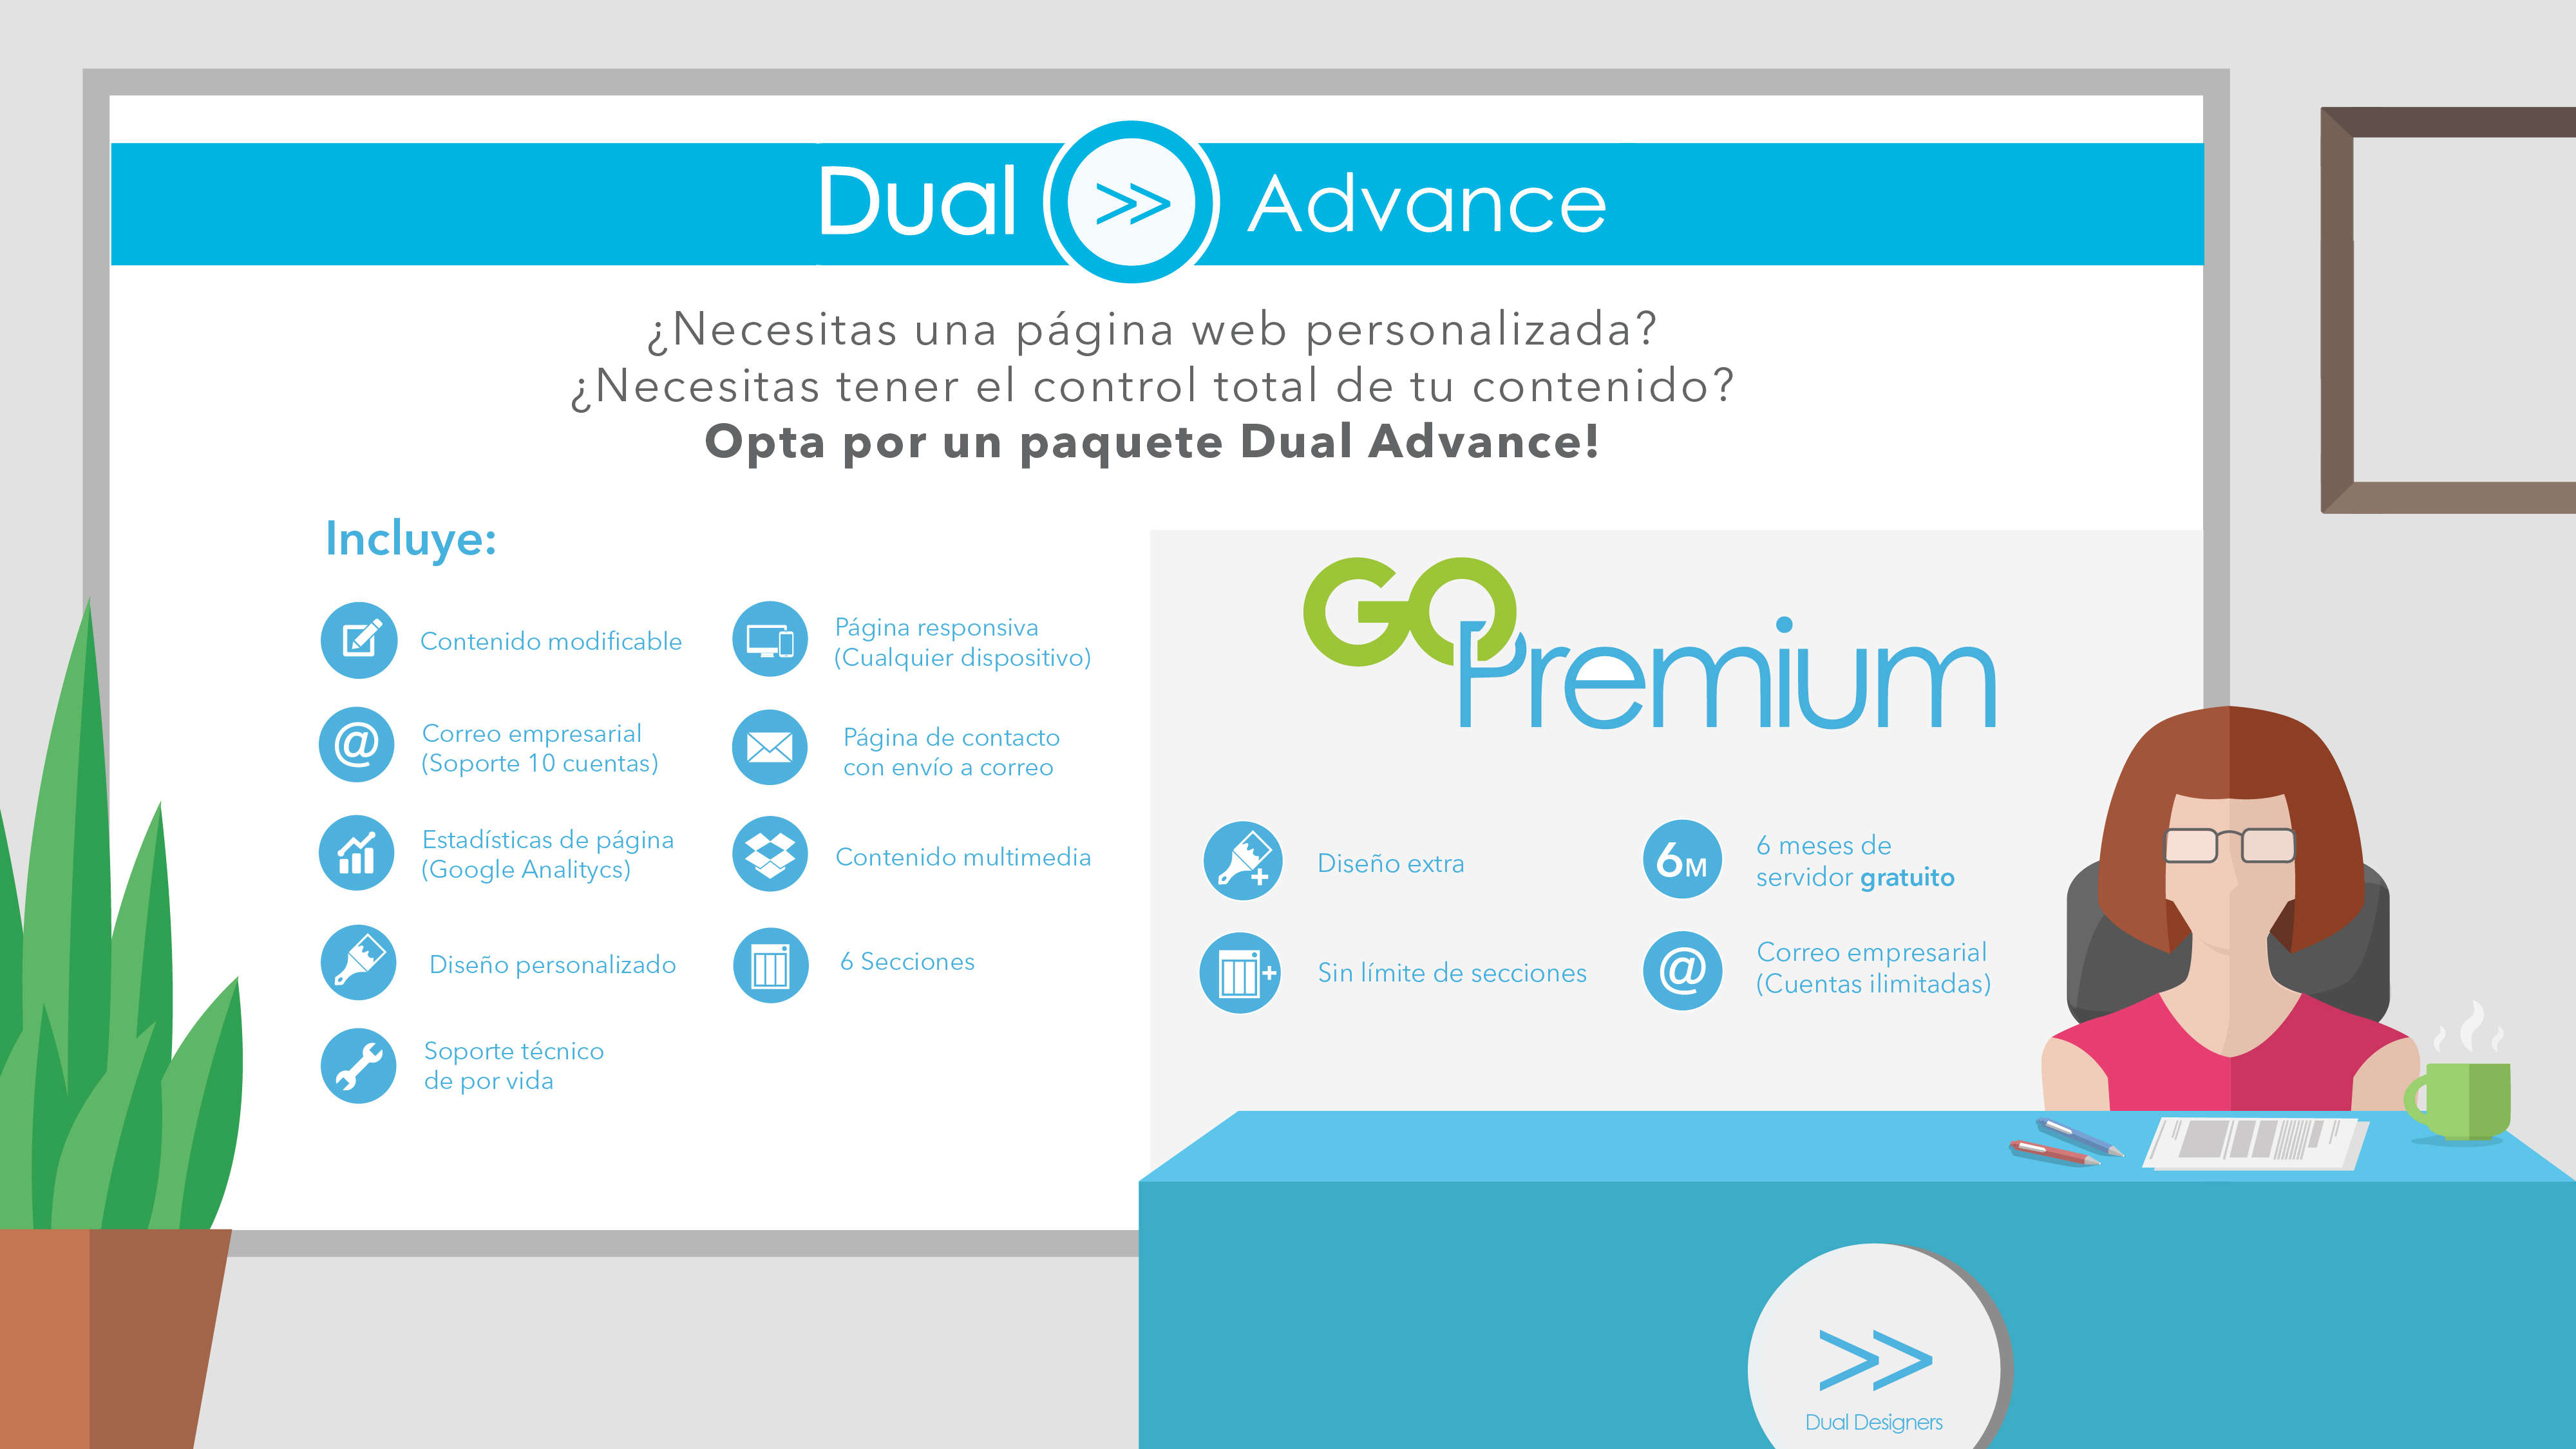 Dual >> Advance
¿Necesitas una página web personalizada?
¿Necesitas tener el control total de tu contenido?
Opta por un paquete Dual Advance!
Incluye:
Contenido modificable
@
Correo empresarial
(Soporte 10 cuentas)
Estadísticas de página
(Google Analitycs)
Diseño personalizado
Soporte técnico
de por vida
Página responsiva
(Cualquier dispositivo)
Página de contacto
con envío a correo
Contenido multimedia
6 Secciones
GO
Premium
Diseño extra
Sin límite de secciones
6M
6 meses de
servidor gratuito
@
Correo empresarial
(Cuentas ilimitadas)
>>
Dual Designers